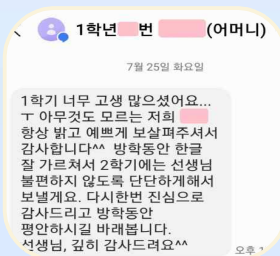 1학년 번 (어머니)
7월 25일 화요일
1학기 너무 고생 많으셨어요...
ㅜ 아무것도 모르는 저희
항상 밝고 예쁘게 보살펴주셔서
감사합니다^^ 방학동안 한글
잘 가르쳐서 2학기에는 선생님
불편하지 않도록 단단하게해서
보낼게요. 다시한번 진심으로
감사드리고 방학동안
평안하시길 바래봅니다.
선생님, 깊히 감사드려요^^
오후